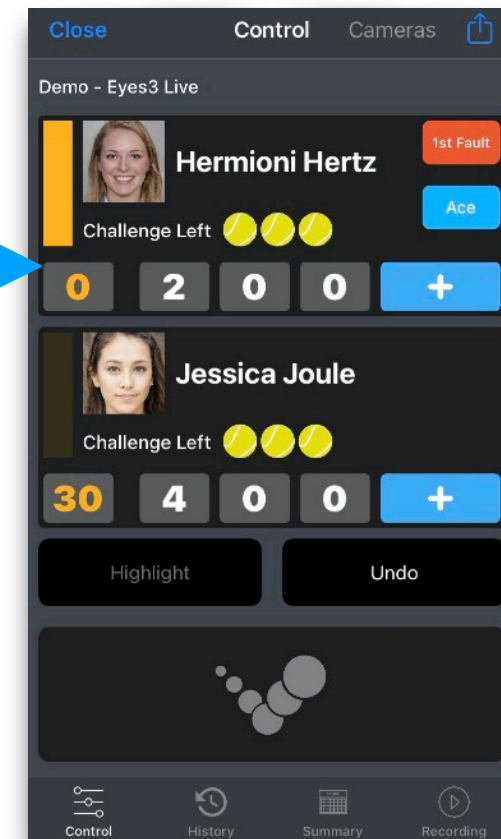 Close Control Cameras
Demo - Eyes3 Live
Hermioni Hertz
1st Fault
Ace
Challenge Left
0 2 0 0 +
Jessica Joule
Challenge Left
30 4 0 0 +
Highlight Undo
Control History Summary Recording